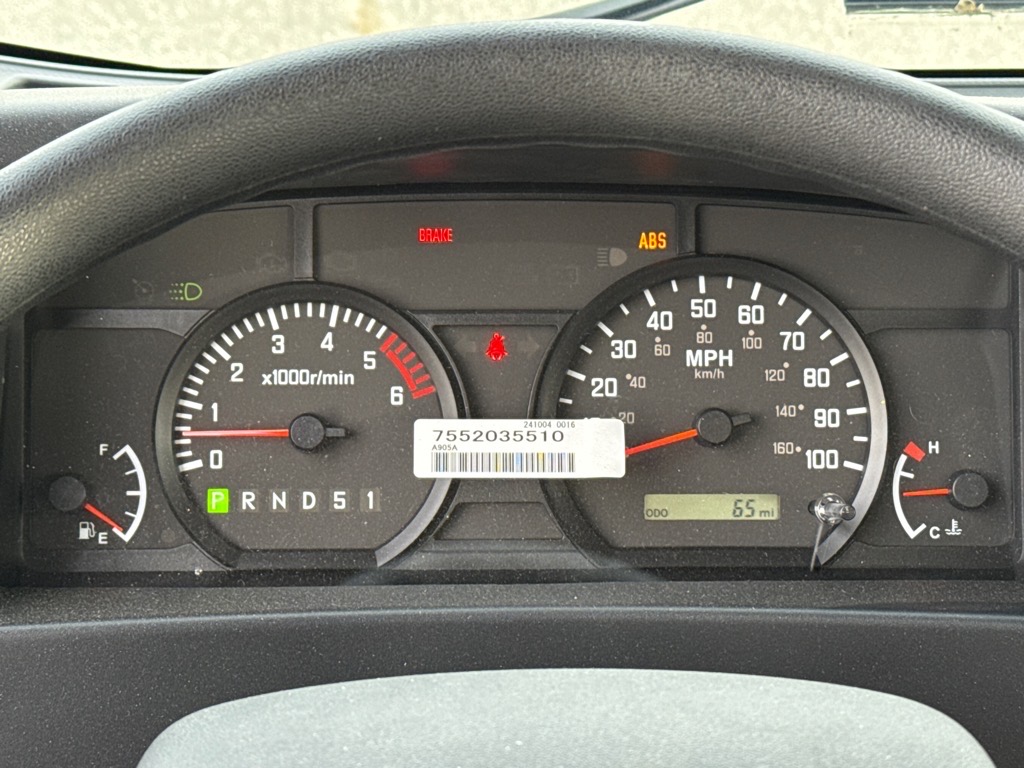 BRAKE
ABS
0 1 2 3 4 5 6
x1000r/min
P R N D 5 1
F
E
241004 0016
7552035510
A905A
20 30 40 50 60 70 80 90 100
20 40 60 80 100 120 140 160
MPH
km/h
ODO 65 mi
H
C